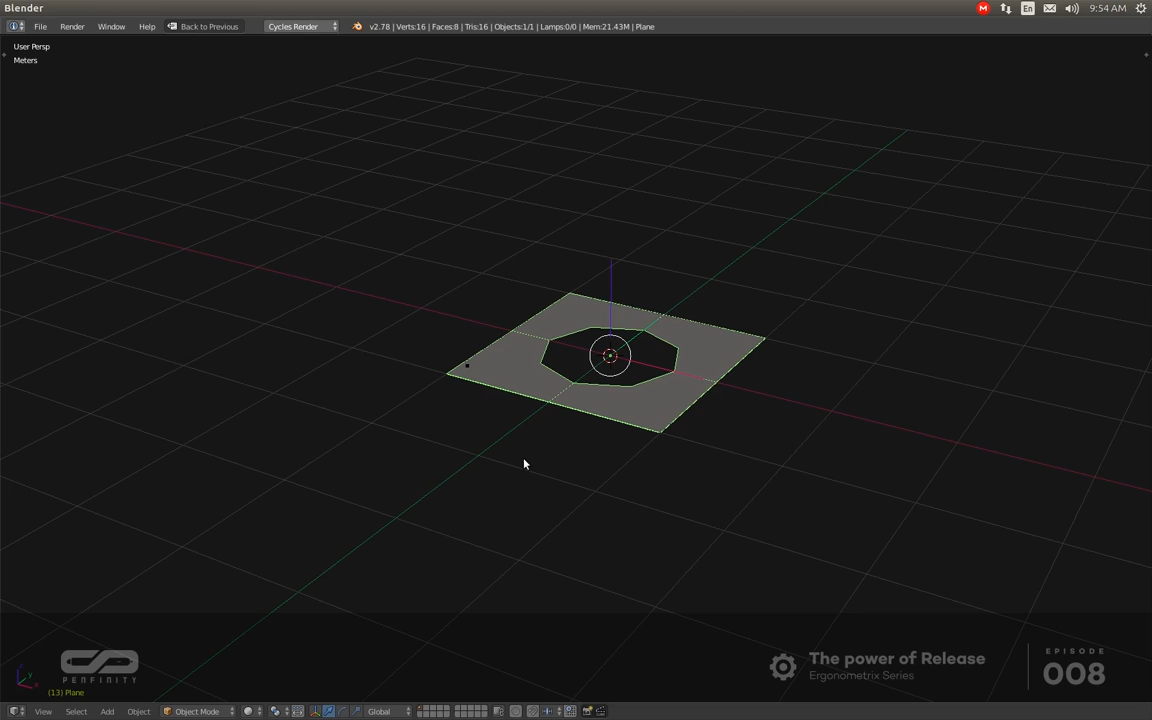 Blender
M
En
9:54 AM
File Render Window Help Back to Previous Cycles Render v2.78 | Verts:16 | Faces:8 | Tris:16 | Objects:1/1 | Lamps:0/0 | Mem:21.43M | Plane
User Persp
Meters
PENFINITY
The power of Release
Ergonometrix Series
EPISODE
008
z
y
x
(13) Plane
View Select Add Object Object Mode Global